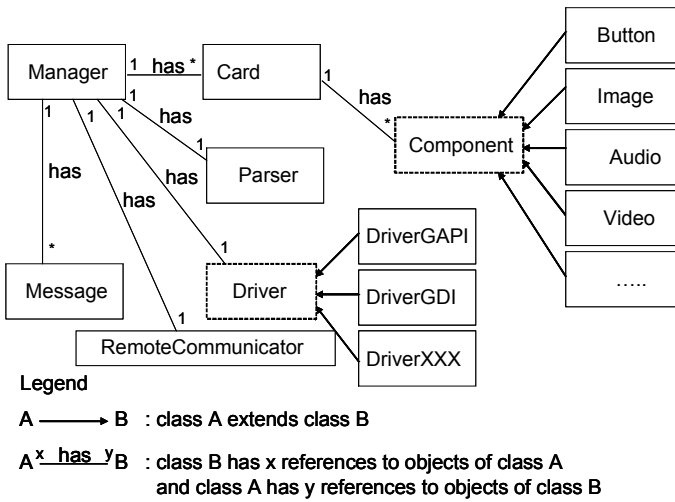 Button
Manager
1 has *
Card
1
Image
1
1
1
1
has
has
1
*
Component
Audio
has
has
Parser
has
Video
1
DriverGAPI
*
Message
Driver
DriverGDI
.....
1
RemoteCommunicator
DriverXXX
Legend
A B : class A extends class B
A x has y B : class B has x references to objects of class A
and class A has y references to objects of class B